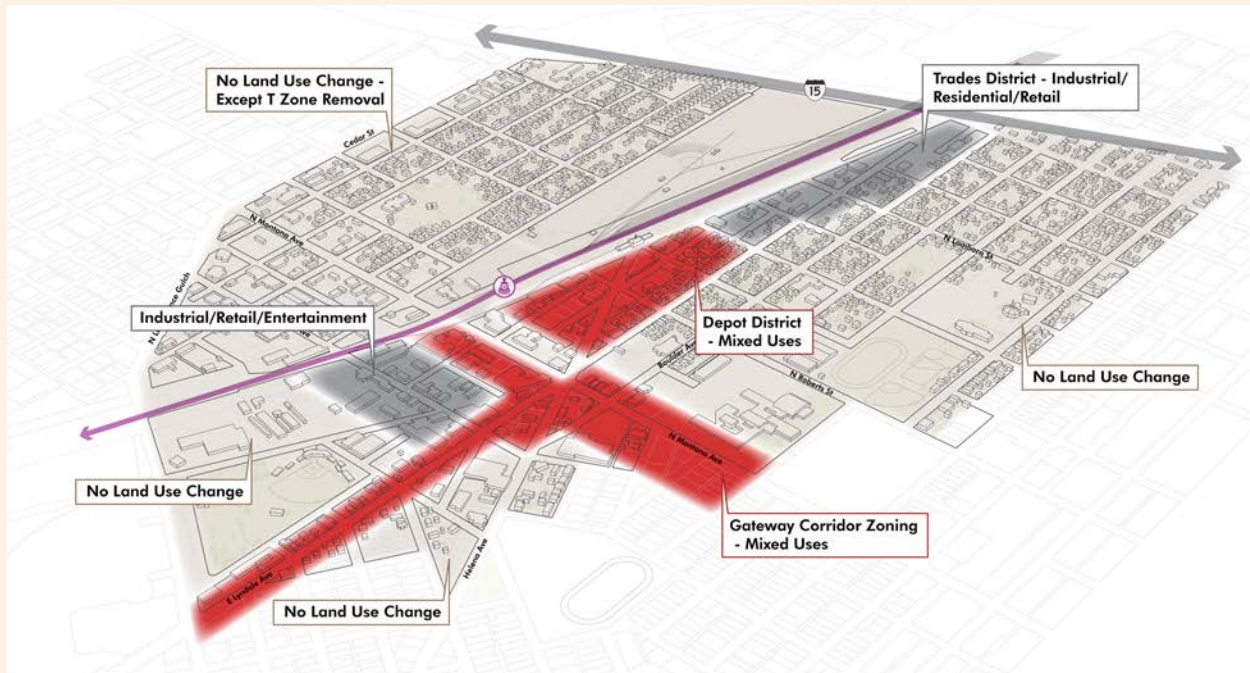 No Land Use Change -
Except T Zone Removal
15
Trades District - Industrial/
Residential/Retail
Cedar St
N Montana Ave
N Lamborn St
Industrial/Retail/Entertainment
Depot District
- Mixed Uses
Boulder Ave
N Roberts St
No Land Use Change
N Montana Ave
No Land Use Change
Gateway Corridor Zoning
- Mixed Uses
Helena Ave
E Lyndale Ave
No Land Use Change